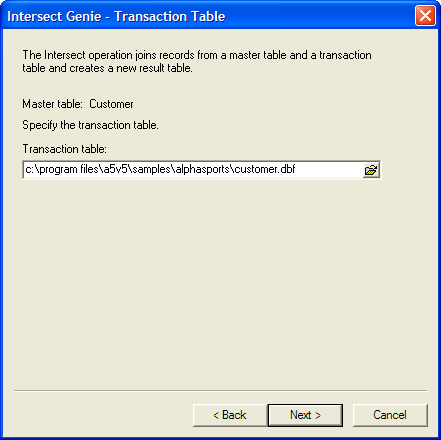 Intersect Genie - Transaction Table
The Intersect operation joins records from a master table and a transaction
table and creates a new result table.
Master table:  Customer
Specify the transaction table.
Transaction table:
c:\program files\a5v5\samples\alphasports\customer.dbf
< Back
Next >
Cancel